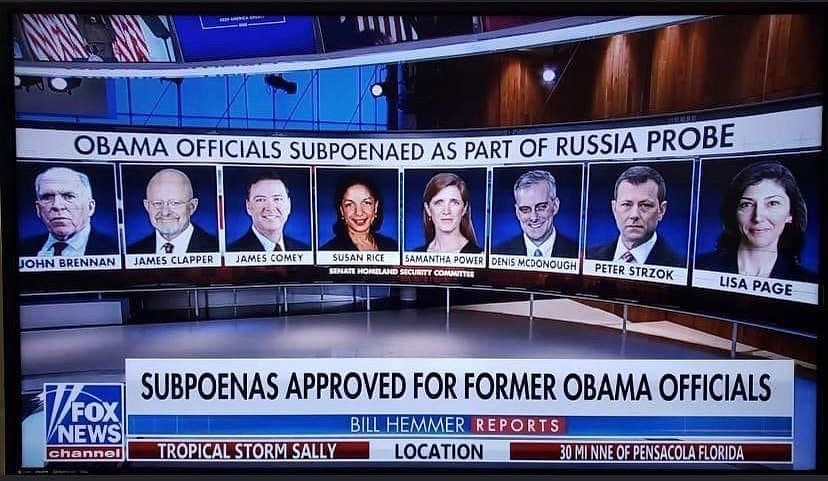 OBAMA OFFICIALS SUBPOENAED AS PART OF RUSSIA PROBE
JOHN BRENNAN
JAMES CLAPPER
JAMES COMEY
SUSAN RICE
SAMANTHA POWER
DENIS MCDONOUGH
PETER STRZOK
LISA PAGE
SENATE HOMELAND SECURITY COMMITTEE
SUBPOENAS APPROVED FOR FORMER OBAMA OFFICIALS
FOX
NEWS
channel
BILL HEMMER REPORTS
TROPICAL STORM SALLY LOCATION 30 MI NNE OF PENSACOLA FLORIDA